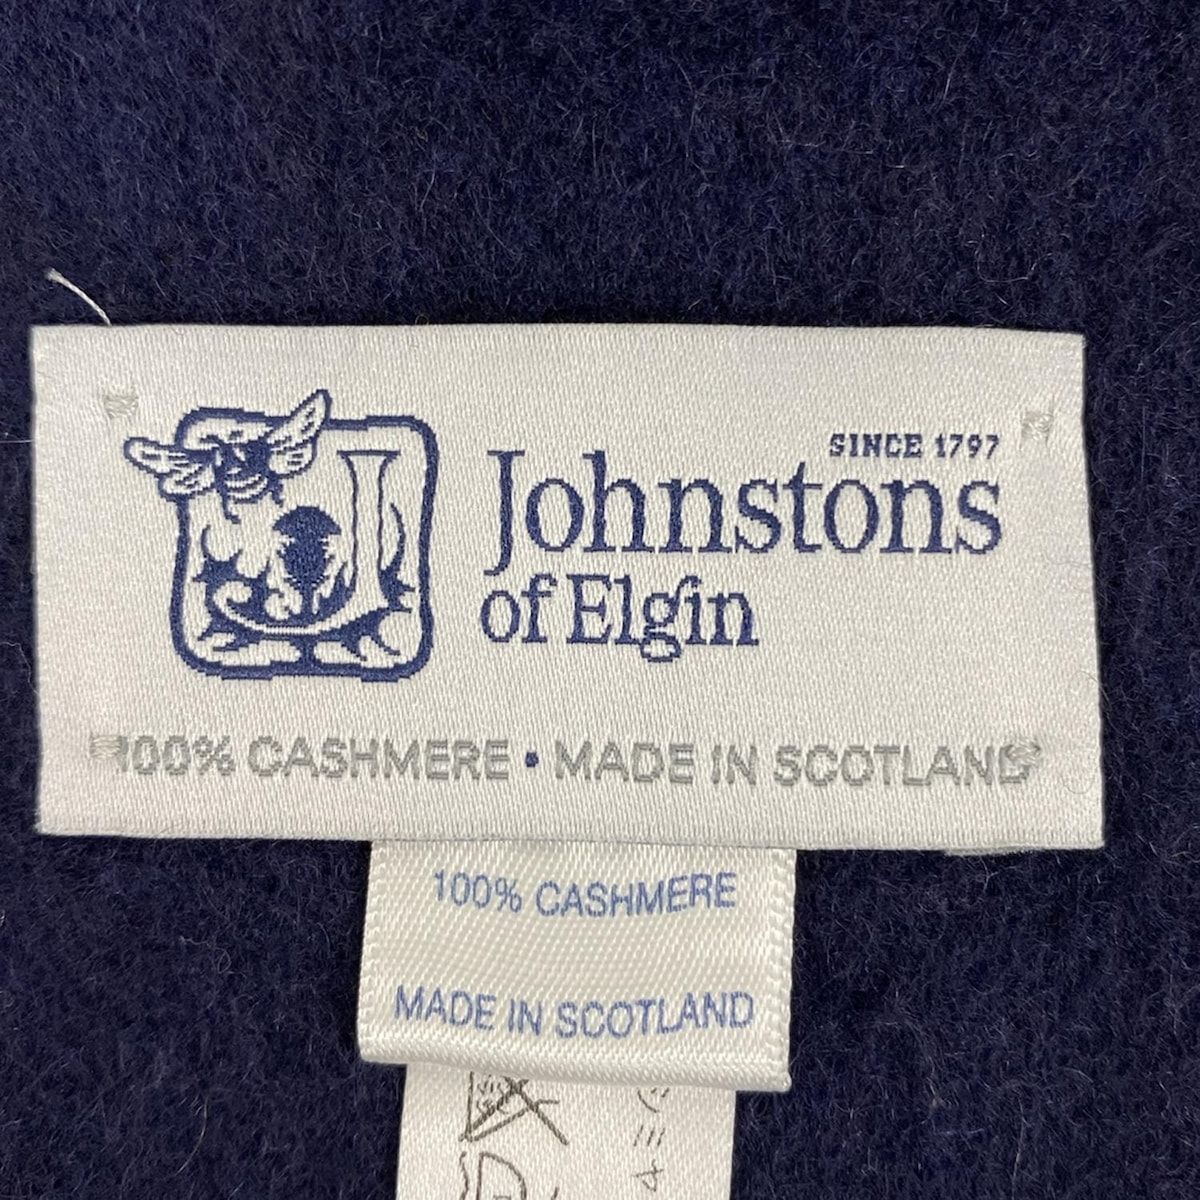 SINCE 1797
Johnstons
of Elgin
100% CASHMERE • MADE IN SCOTLAND
100% CASHMERE
MADE IN SCOTLAND